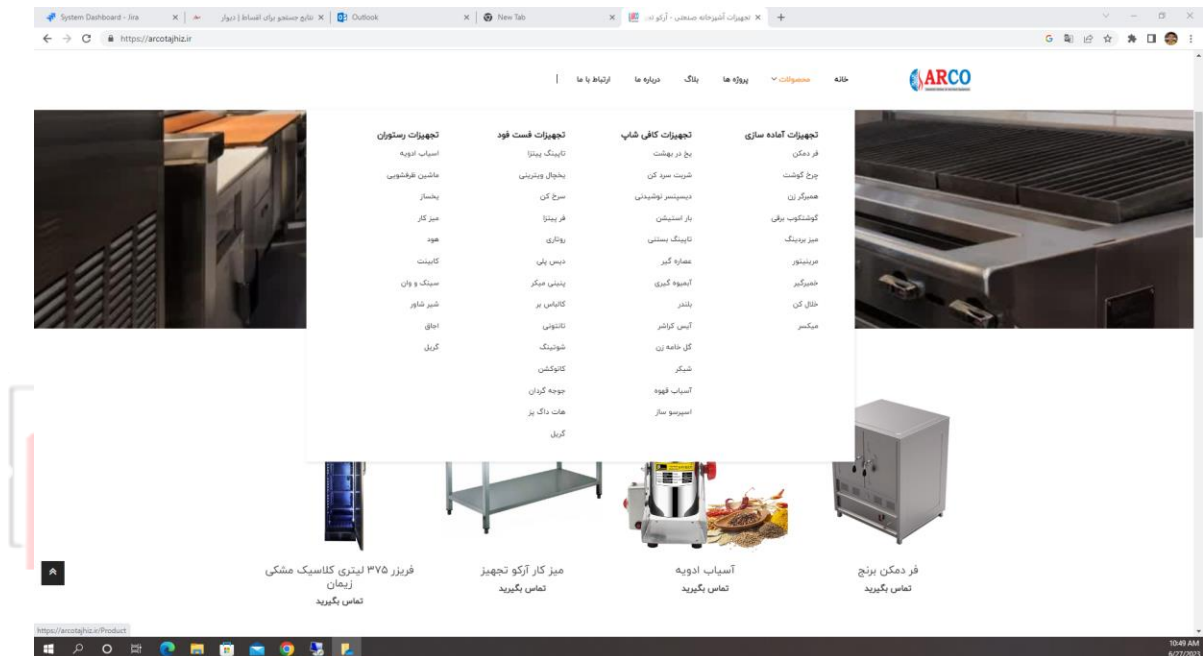 System Dashboard - Jira
نتایج جستجو برای اقساط | دیوار
Outlook
New Tab
تجهیزات آشپزخانه صنعتی - آرکو
https://arcotajhiz.ir
ARCO
خانه
محصولات
پروژه ها
بلاگ
درباره ما
ارتباط با ما
تجهیزات آماده سازی
فر دمکن
چرخ گوشت
همبرگر زن
گوشتکوب برقی
میز بردینگ
مرینیتور
خمیرگیر
خلال کن
میکسر
تجهیزات کافی شاپ
یخ در بهشت
شربت سرد کن
دیسپنسر نوشیدنی
بار استیشن
تاپینگ بستنی
عصاره گیر
آبمیوه گیری
بلندر
آیس کراشر
گل خامه زن
شیکر
آسیاب قهوه
اسپرسو ساز
تجهیزات فست فود
تاپینگ پیتزا
یخچال ویترینی
سرخ کن
فر پیتزا
روتاری
دیس پلی
پنینی میکر
کالباس بر
تانتونی
شوتینگ
کانوکشن
جوجه گردان
هات داگ پز
گریل
تجهیزات رستوران
اسیاب ادویه
ماشین ظرفشویی
یخساز
میز کار
هود
کابینت
سینک و وان
شیر شاور
اجاق
گریل
فر دمکن برنج
تماس بگیرید
آسیاب ادویه
تماس بگیرید
میز کار آرکو تجهیز
تماس بگیرید
فریزر ۳۷۵ لیتری کلاسیک مشکی
زیمان
تماس بگیرید
https://arcotajhiz.ir/Product
10:49 AM
6/27/2023